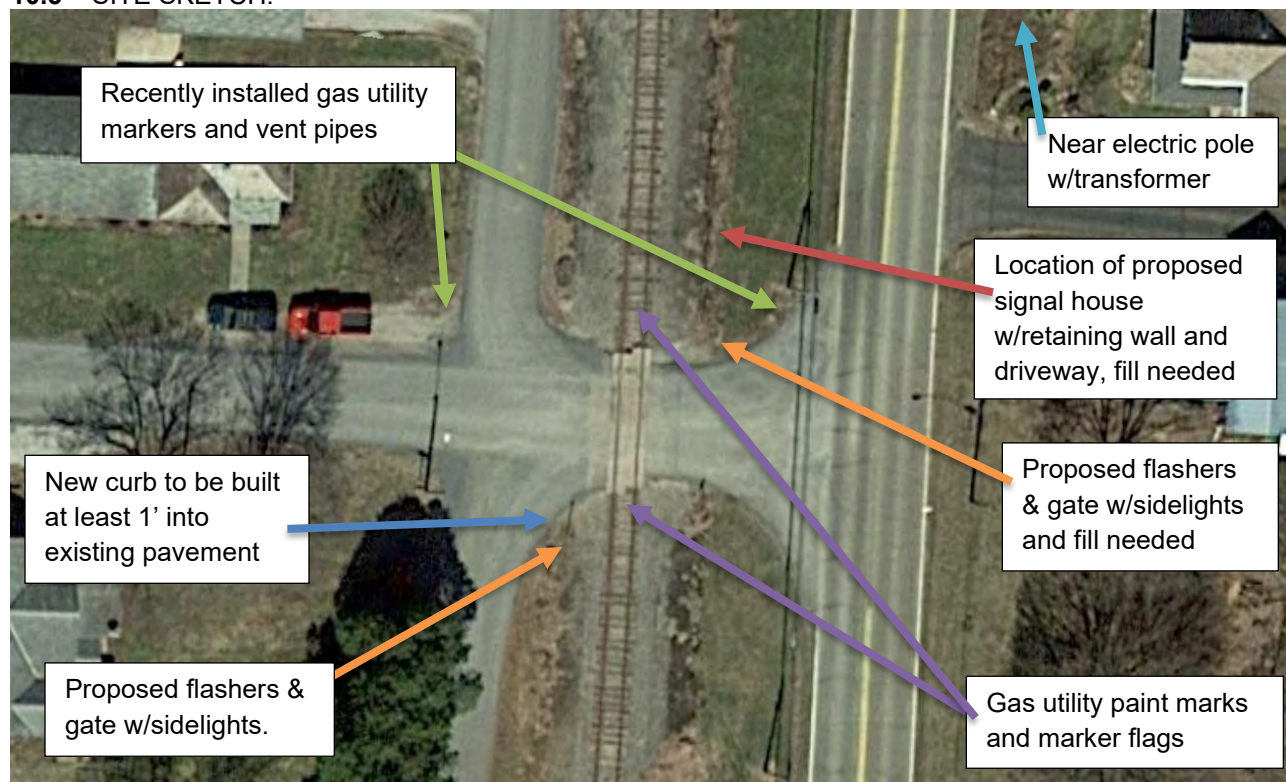 SITE SKETCH:
Recently installed gas utility
markers and vent pipes
Near electric pole
w/transformer
Location of proposed
signal house
w/retaining wall and
driveway, fill needed
New curb to be built
at least 1’ into
existing pavement
Proposed flashers
& gate w/sidelights
and fill needed
Proposed flashers &
gate w/sidelights.
Gas utility paint marks
and marker flags